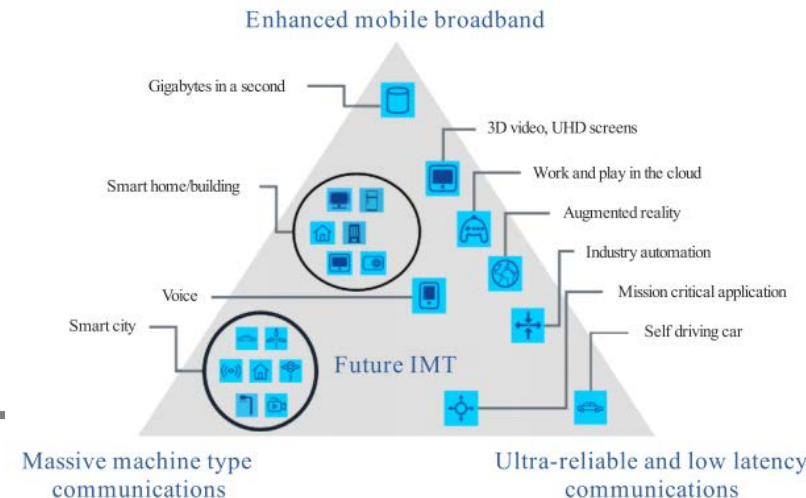 Enhanced mobile broadband
Gigabytes in a second
3D video, UHD screens
Smart home/building
Work and play in the cloud
Augmented reality
Industry automation
Voice
Mission critical application
Smart city
Self driving car
Future IMT
Massive machine type
communications
Ultra-reliable and low latency
communications